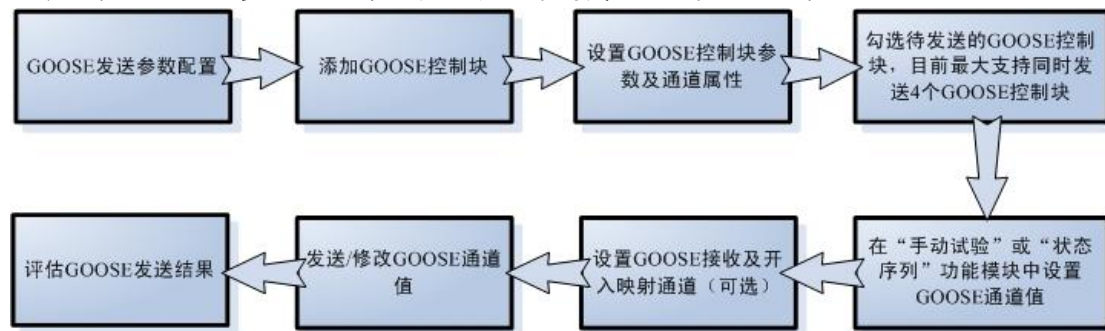 GOOSE发送参数配置
添加GOOSE控制块
设置GOOSE控制块参
数及通道属性
勾选待发送的GOOSE控制
块，目前最大支持同时发
送4个GOOSE控制块
在“手动试验”或“状态
序列”功能模块中设置
GOOSE通道值
设置GOOSE接收及开
入映射通道（可选）
发送/修改GOOSE通道
值
评估GOOSE发送结果